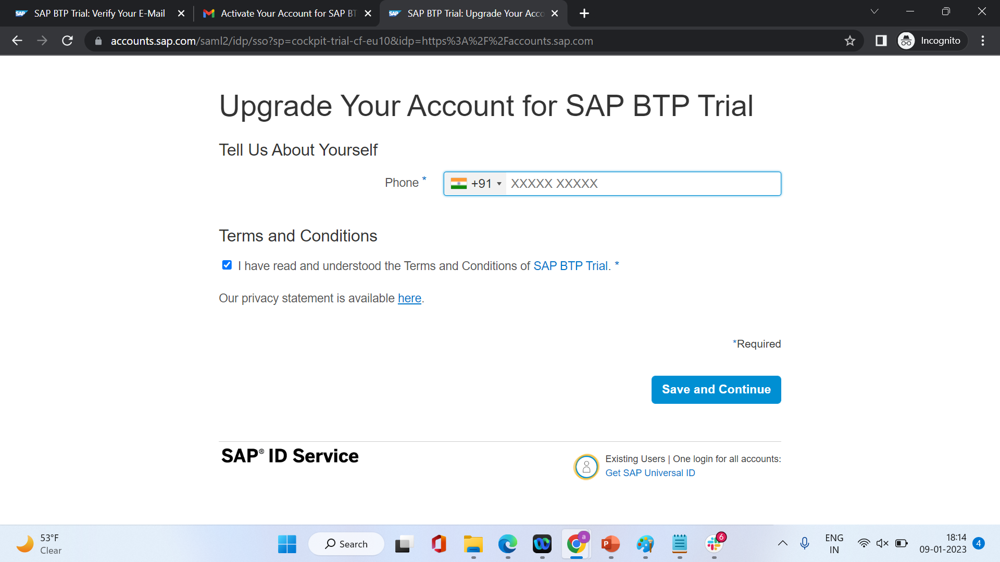 SAP BTP Trial: Verify Your E-Mail
Activate Your Account for SAP BT
SAP BTP Trial: Upgrade Your Acco
accounts.sap.com/saml2/idp/sso?sp=cockpit-trial-cf-eu10&idp=https%3A%2F%2Faccounts.sap.com
Incognito
Upgrade Your Account for SAP BTP Trial
Tell Us About Yourself
Phone *
+91 XXXXX XXXXX
Terms and Conditions
I have read and understood the Terms and Conditions of SAP BTP Trial. *
Our privacy statement is available here.
*Required
Save and Continue
SAP® ID Service
Existing Users | One login for all accounts:
Get SAP Universal ID
53°F
Clear
Search
a
P
6
ENG
IN
18:14
09-01-2023
4